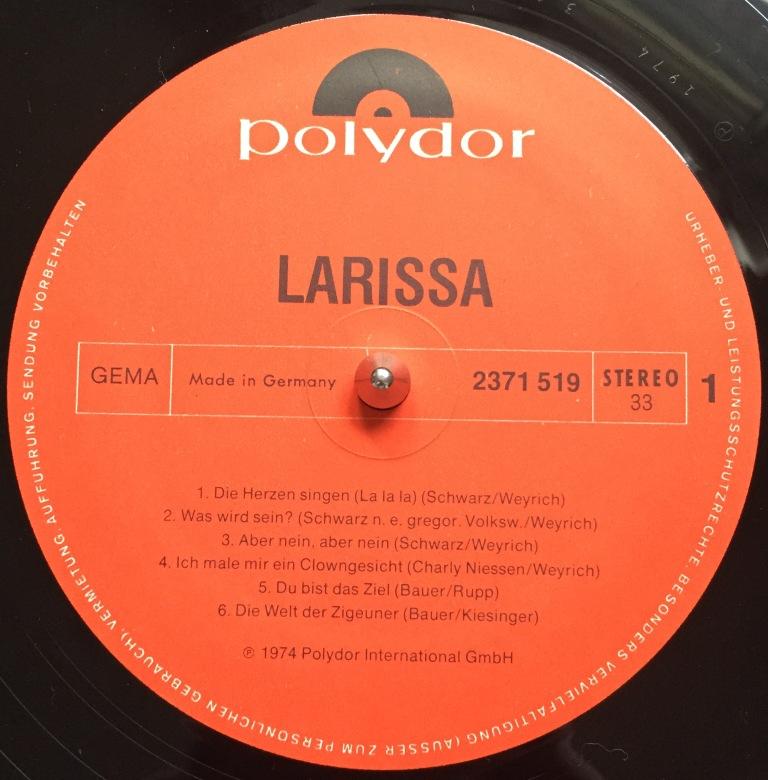 polydor
LARISSA
GEMA
Made in Germany
2371 519
STEREO
33
1
1. Die Herzen singen (La la la) (Schwarz/Weyrich)
2. Was wird sein? (Schwarz n. e. gregor. Volksw./Weyrich)
3. Aber nein, aber nein (Schwarz/Weyrich)
4. Ich male mir ein Clowngesicht (Charly Niessen/Weyrich)
5. Du bist das Ziel (Bauer/Rupp)
6. Die Welt der Zigeuner (Bauer/Kiesinger)
℗ 1974 Polydor International GmbH
URHEBER- UND LEISTUNGSSCHUTZRECHTE, BESONDERS VERVIELFÄLTIGUNG (AUSSER ZUM PERSÖNLICHEN GEBRAUCH), VERMIETUNG, AUFFÜHRUNG, SENDUNG VORBEHALTEN
1974
3